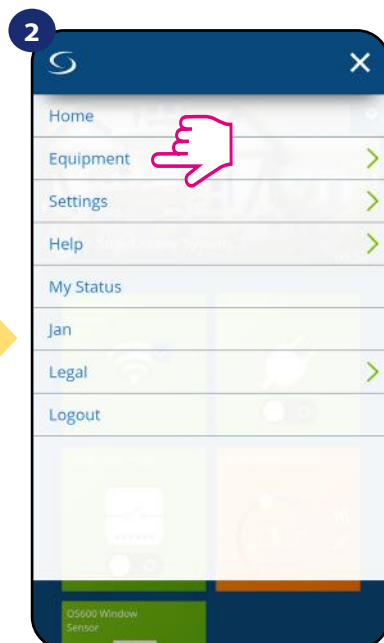 2
Home
Equipment
Settings
Help
My Status
Jan
Legal
Logout
OS600 Window
Sensor